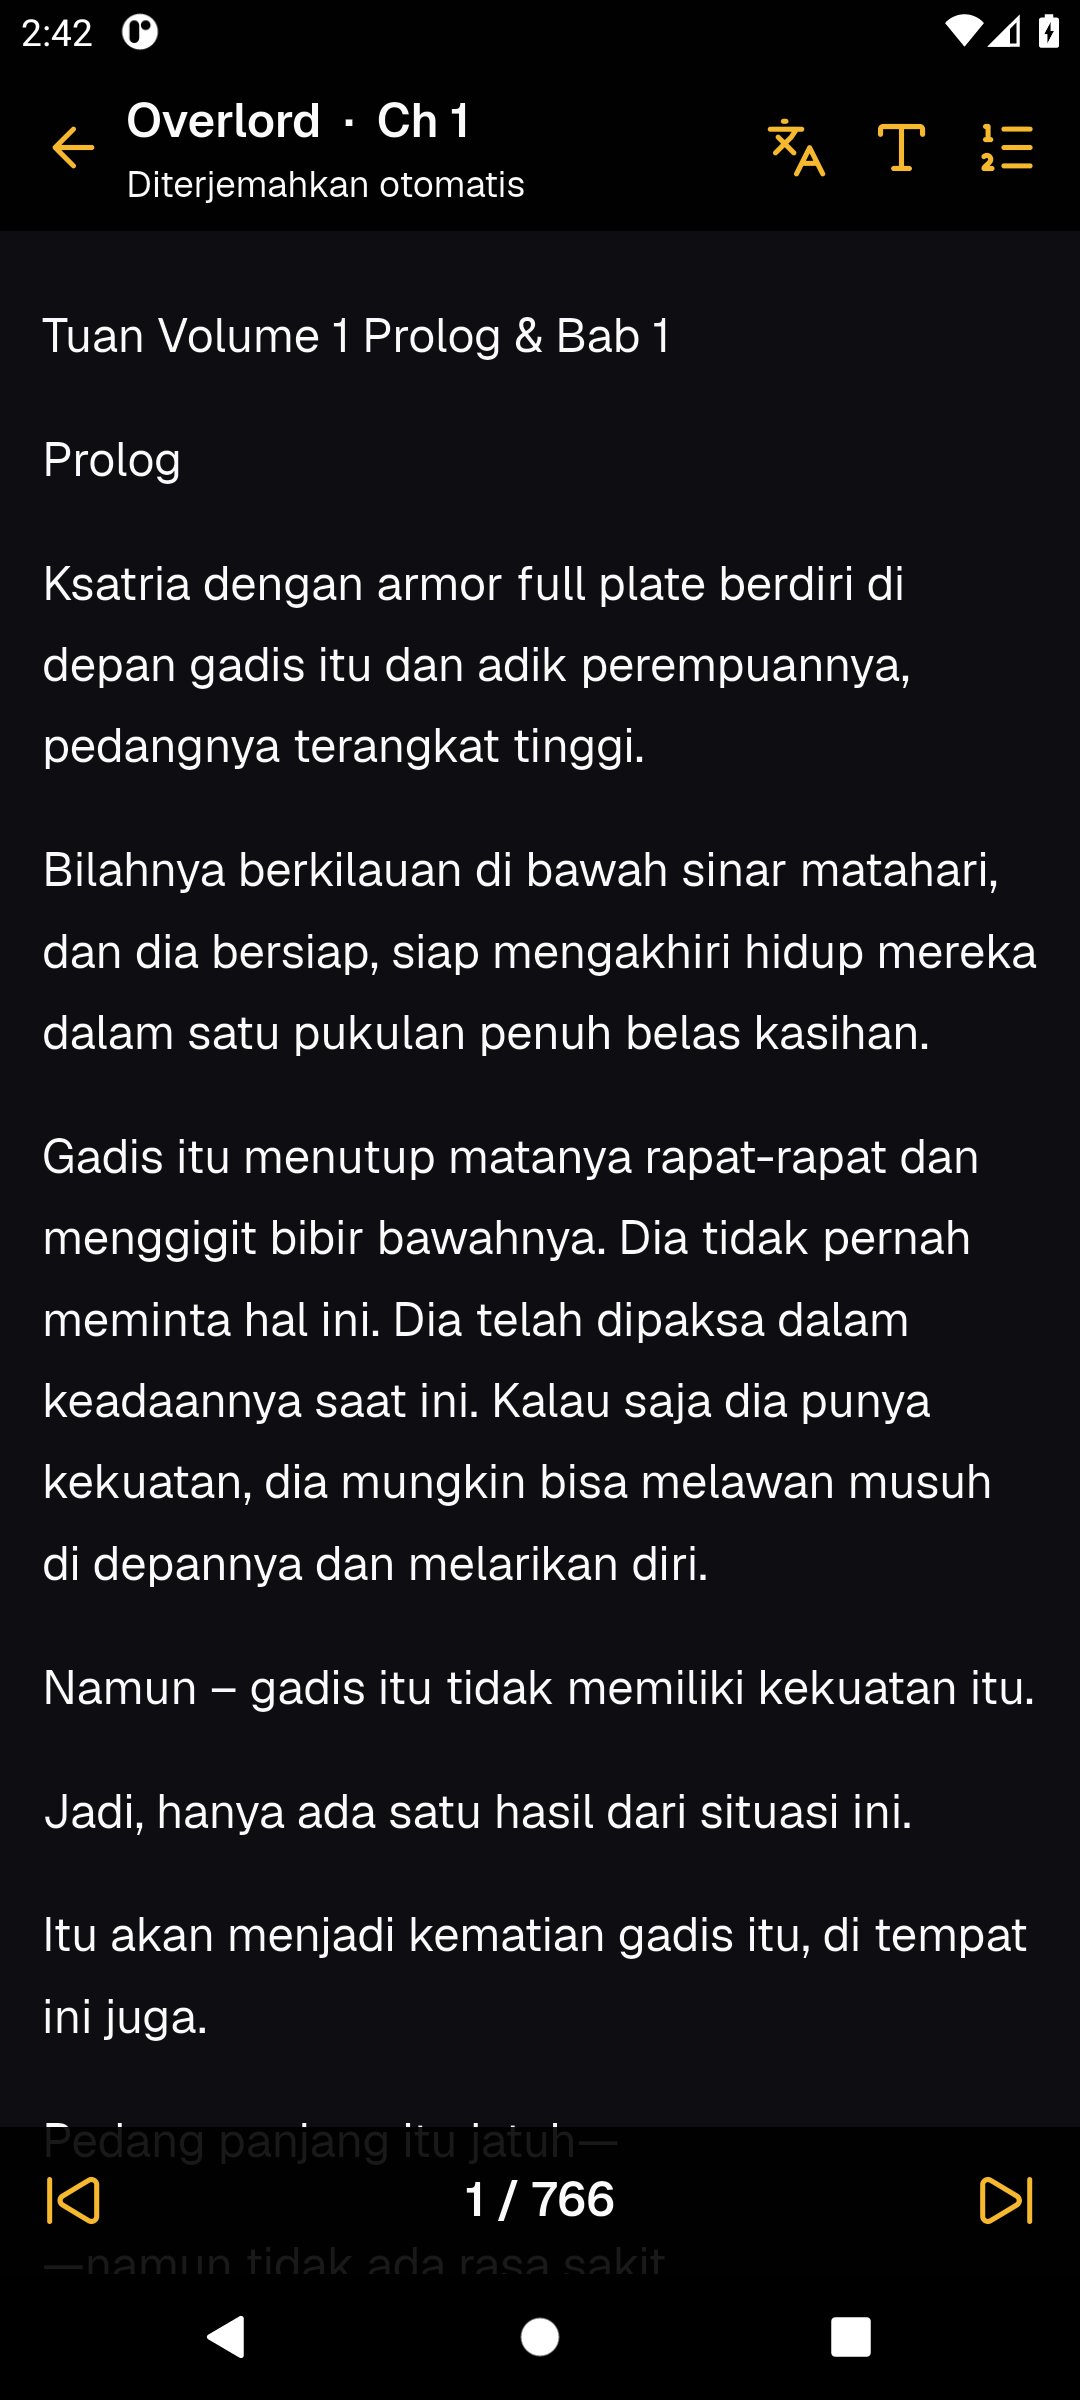 2:42
Overlord · Ch 1
Diterjemahkan otomatis
Tuan Volume 1 Prolog & Bab 1
Prolog
Ksatria dengan armor full plate berdiri di
depan gadis itu dan adik perempuannya,
pedangnya terangkat tinggi.
Bilahnya berkilauan di bawah sinar matahari,
dan dia bersiap, siap mengakhiri hidup mereka
dalam satu pukulan penuh belas kasihan.
Gadis itu menutup matanya rapat-rapat dan
menggigit bibir bawahnya. Dia tidak pernah
meminta hal ini. Dia telah dipaksa dalam
keadaannya saat ini. Kalau saja dia punya
kekuatan, dia mungkin bisa melawan musuh
di depannya dan melarikan diri.
Namun – gadis itu tidak memiliki kekuatan itu.
Jadi, hanya ada satu hasil dari situasi ini.
Itu akan menjadi kematian gadis itu, di tempat
ini juga.
Pedang panjang itu jatuh—
1 / 766
—namun tidak ada rasa sakit